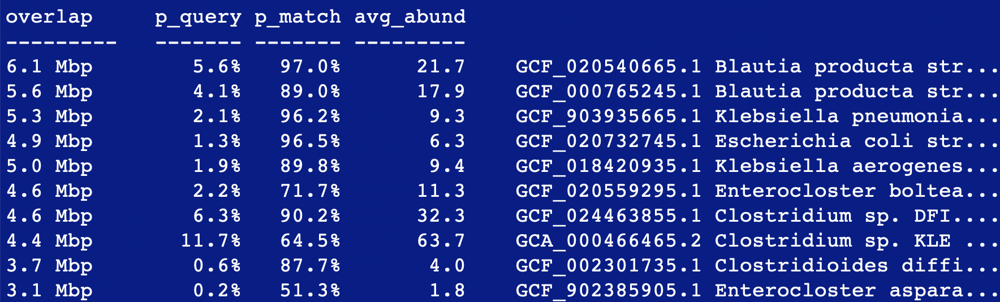 overlap p_query p_match avg_abund
--------- ------- ------- ---------
6.1 Mbp 5.6% 97.0% 21.7 GCF_020540665.1 Blautia producta str...
5.6 Mbp 4.1% 89.0% 17.9 GCF_000765245.1 Blautia producta str...
5.3 Mbp 2.1% 96.2% 9.3 GCF_903935665.1 Klebsiella pneumonia...
4.9 Mbp 1.3% 96.5% 6.3 GCF_020732745.1 Escherichia coli str...
5.0 Mbp 1.9% 89.8% 9.4 GCF_018420935.1 Klebsiella aerogenes...
4.6 Mbp 2.2% 71.7% 11.3 GCF_020559295.1 Enterocloster boltea...
4.6 Mbp 6.3% 90.2% 32.3 GCF_024463855.1 Clostridium sp. DFI....
4.4 Mbp 11.7% 64.5% 63.7 GCA_000466465.2 Clostridium sp. KLE ...
3.7 Mbp 0.6% 87.7% 4.0 GCF_002301735.1 Clostridioides diffi...
3.1 Mbp 0.2% 51.3% 1.8 GCF_902385905.1 Enterocloster aspara...